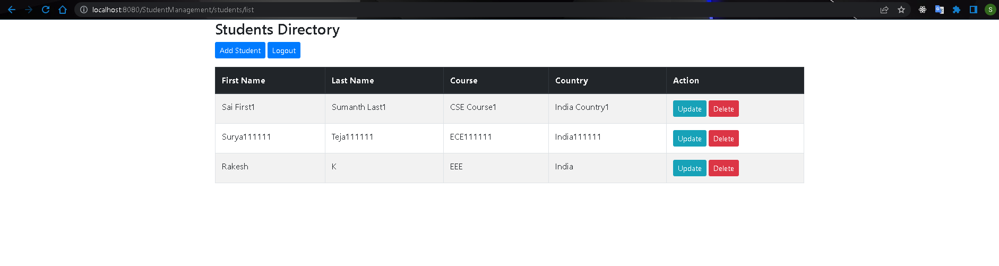 localhost:8080/StudentManagement/students/list
S
Students Directory
Add Student Logout
First Name Last Name Course Country Action
Sai First1 Sumanth Last1 CSE Course1 India Country1 Update Delete
Surya111111 Teja111111 ECE111111 India111111 Update Delete
Rakesh K EEE India Update Delete